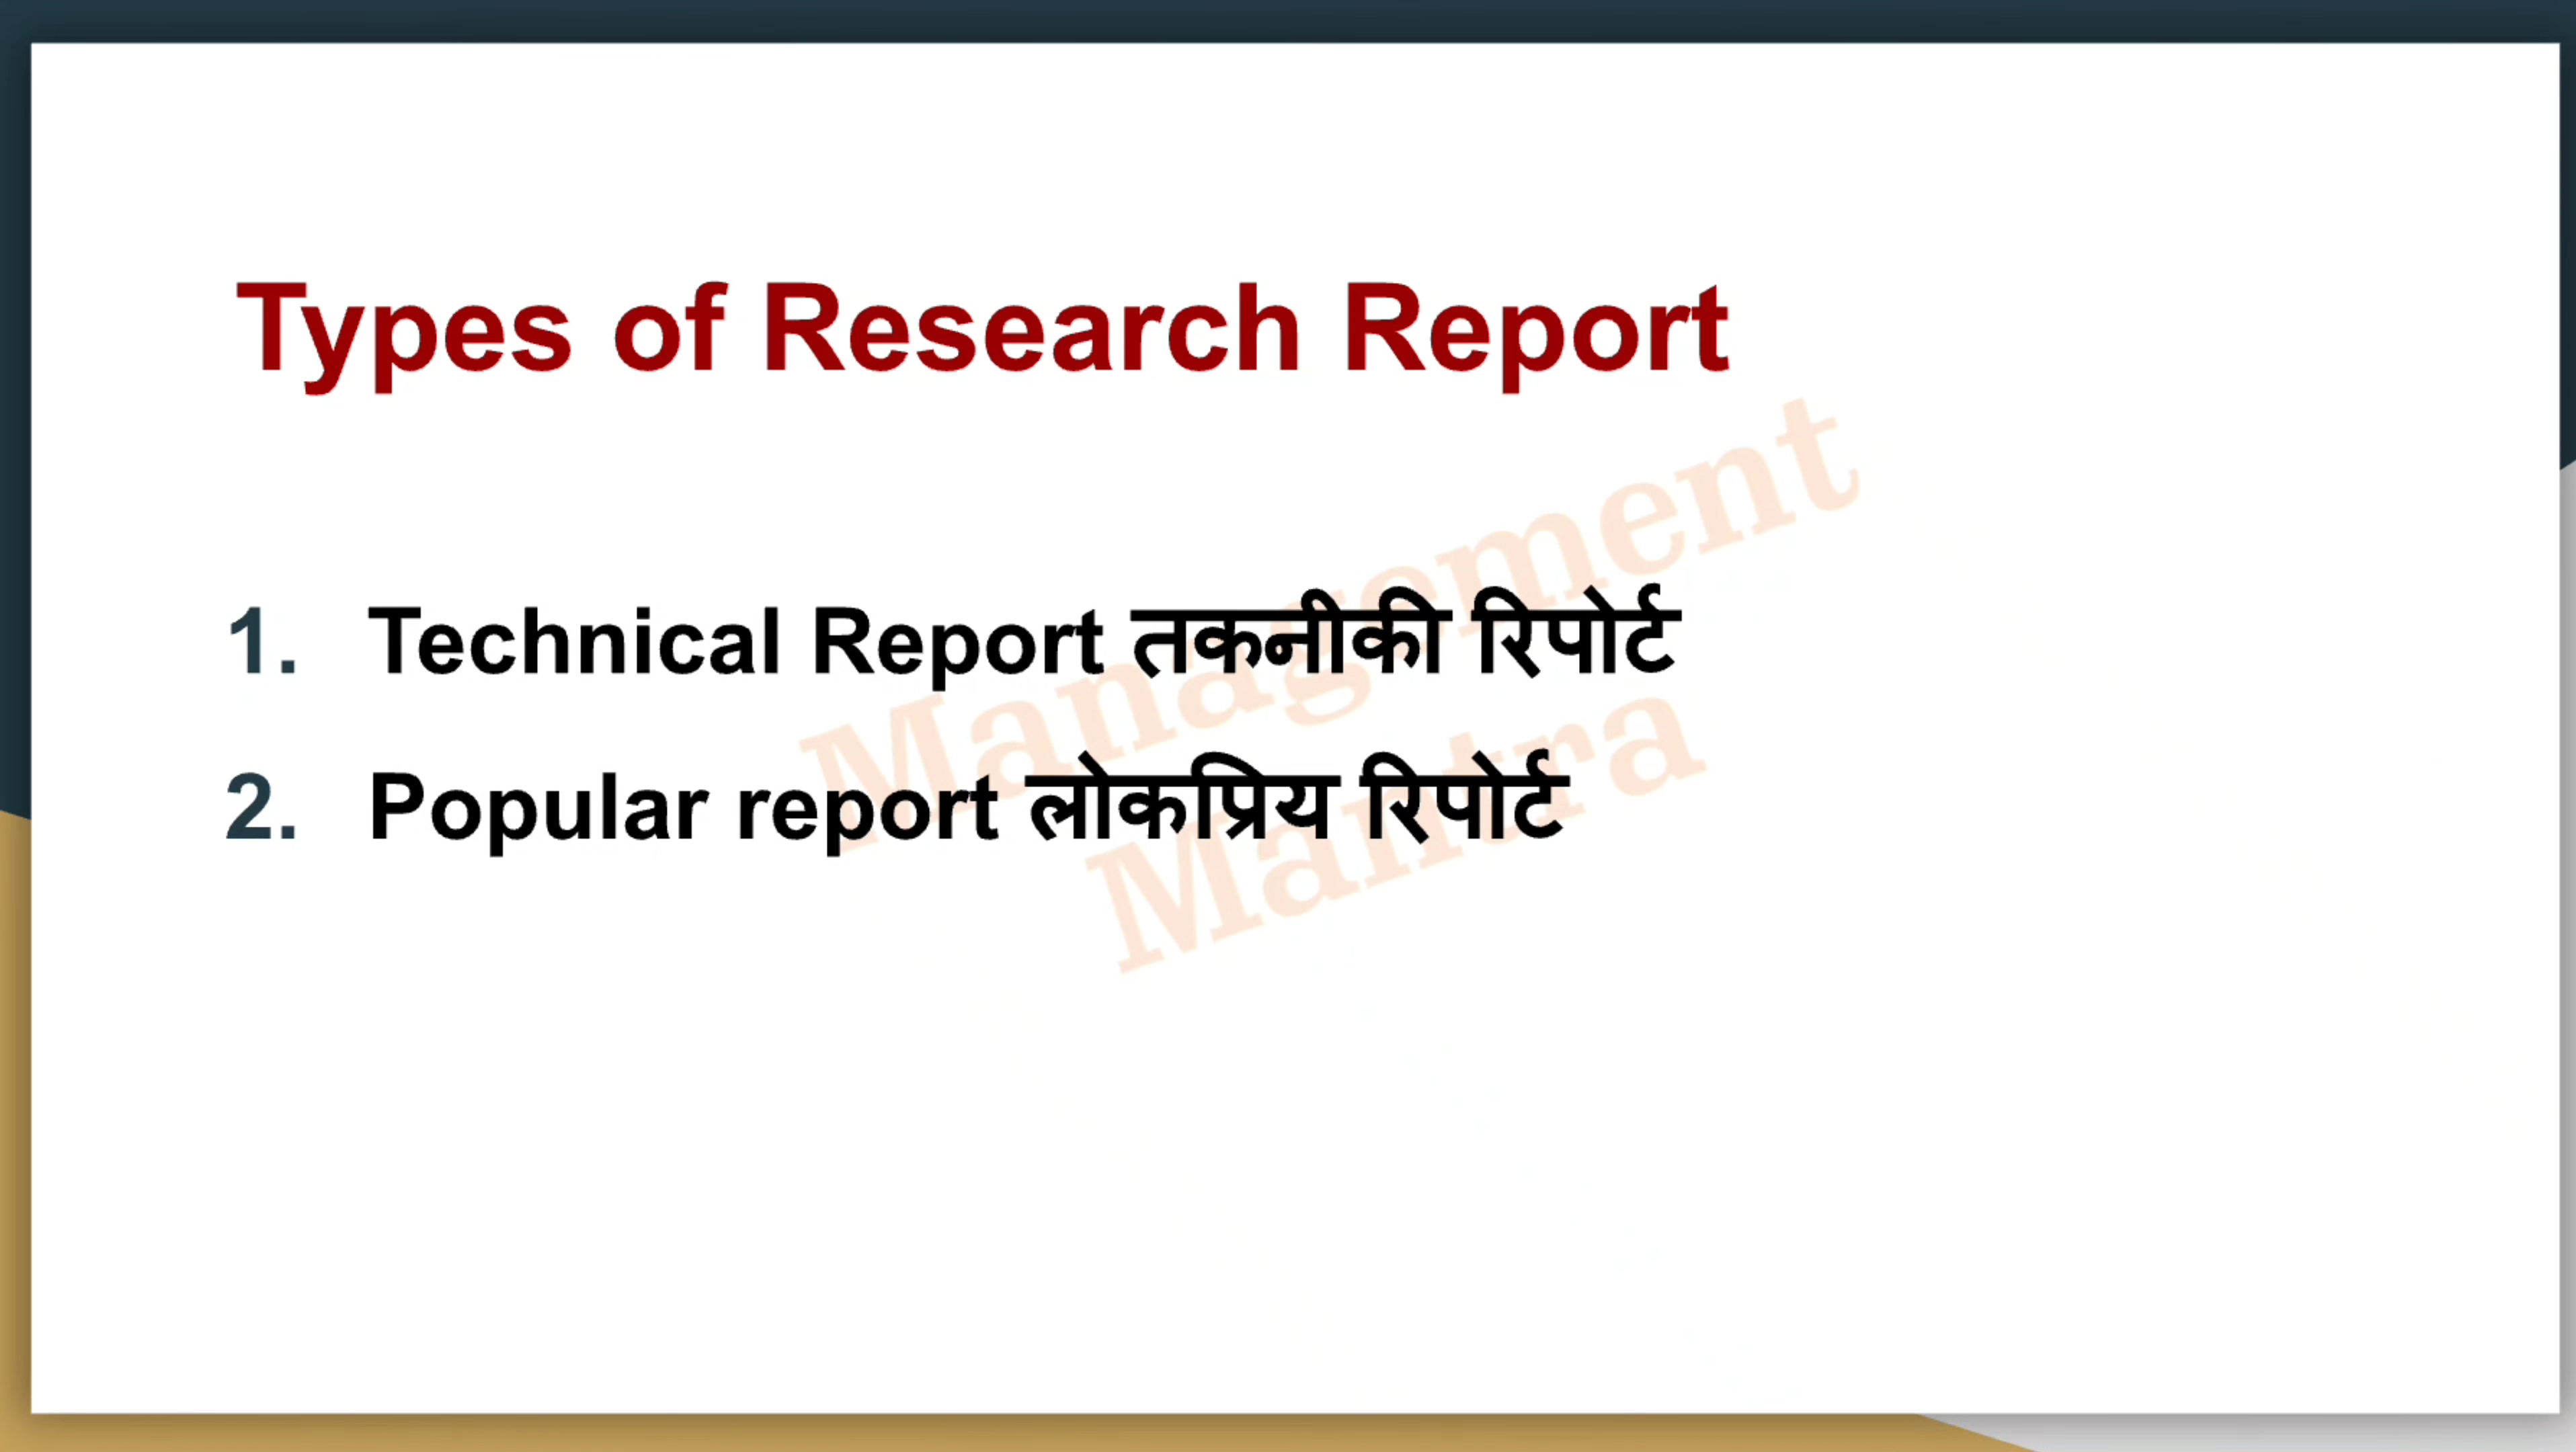 Types of Research Report
1. Technical Report तकनीकी रिपोर्ट
2. Popular report लोकप्रिय रिपोर्ट
Management
Mantra